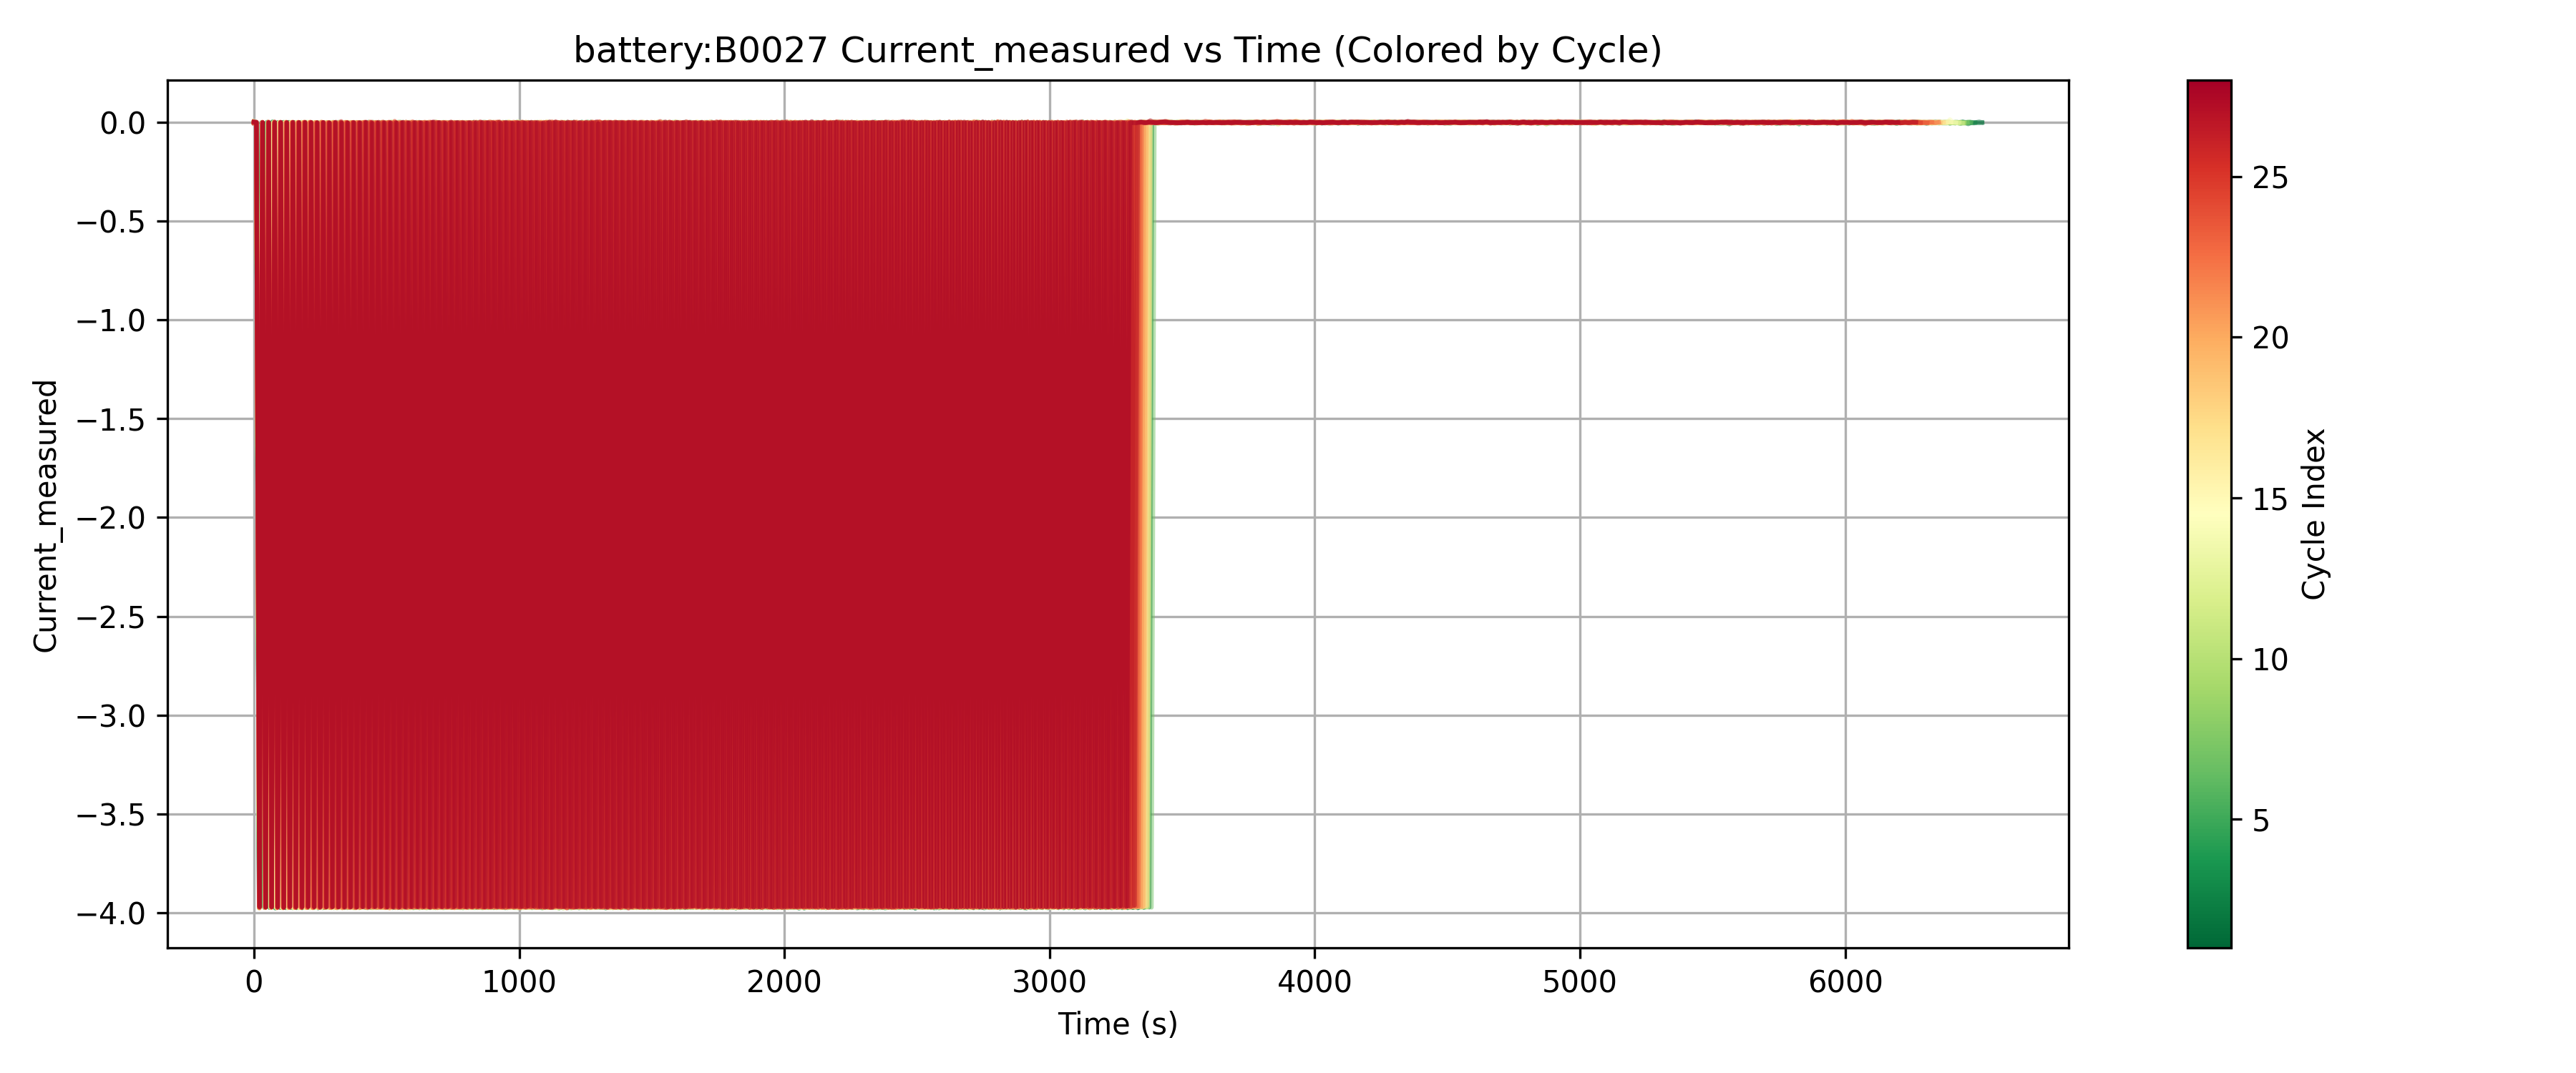 battery:B0027 Current_measured vs Time (Colored by Cycle)
Current_measured
0.0
−0.5
−1.0
−1.5
−2.0
−2.5
−3.0
−3.5
−4.0
0 1000 2000 3000 4000 5000 6000
Time (s)
25
20
15
10
5
Cycle Index